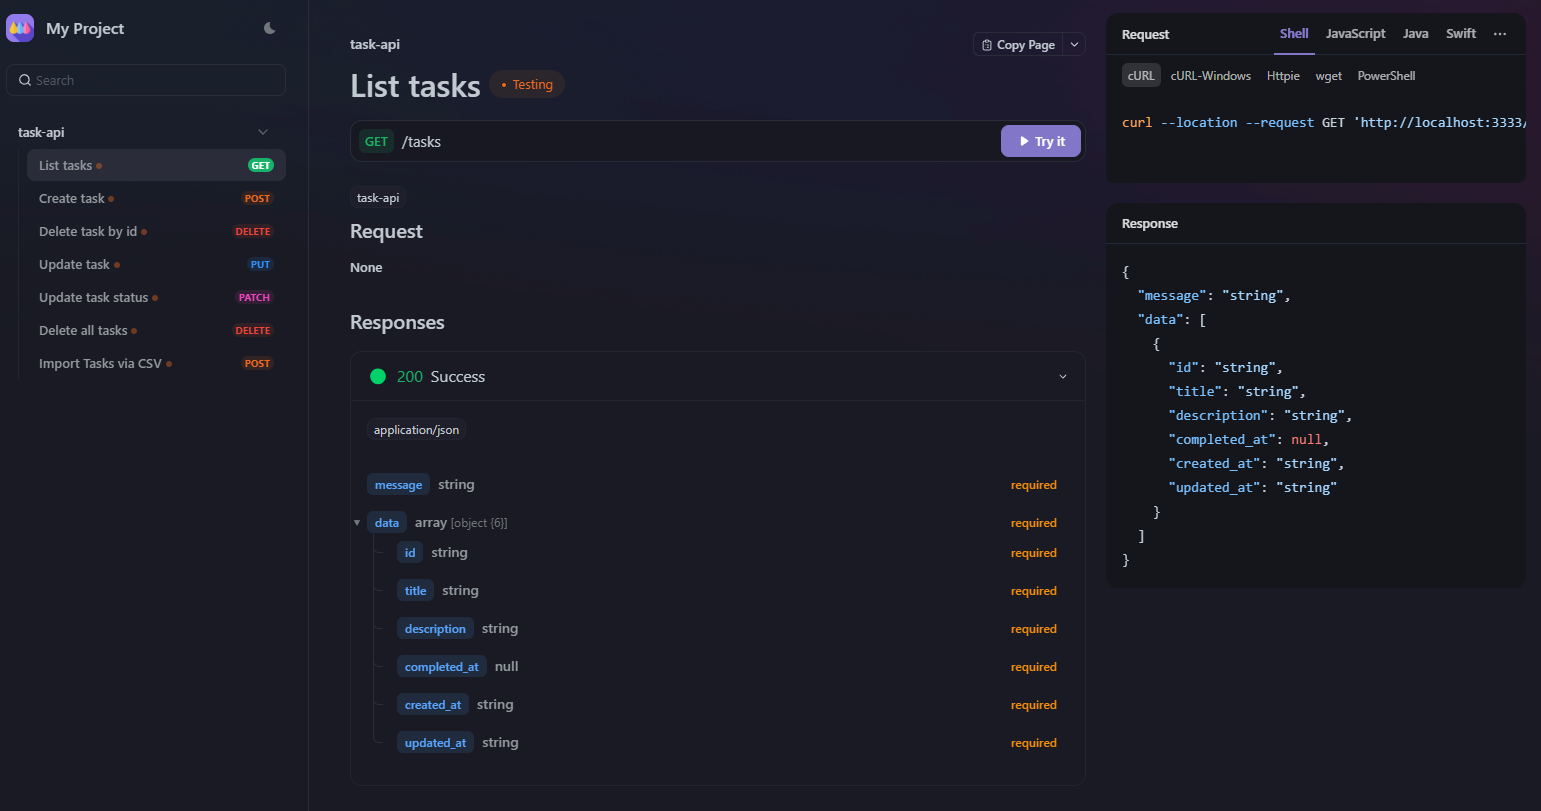 My Project
Search
task-api
List tasks GET
Create task POST
Delete task by id DELETE
Update task PUT
Update task status PATCH
Delete all tasks DELETE
Import Tasks via CSV POST
task-api
Copy Page
List tasks
Testing
GET /tasks
Try it
task-api
Request
None
Responses
200 Success
application/json
message string required
data array [object {6}] required
id string required
title string required
description string required
completed_at null required
created_at string required
updated_at string required
Request Shell JavaScript Java Swift ···
cURL cURL-Windows Httpie wget PowerShell
curl --location --request GET 'http://localhost:3333/
Response
{
"message": "string",
"data": [
{
"id": "string",
"title": "string",
"description": "string",
"completed_at": null,
"created_at": "string",
"updated_at": "string"
}
]
}